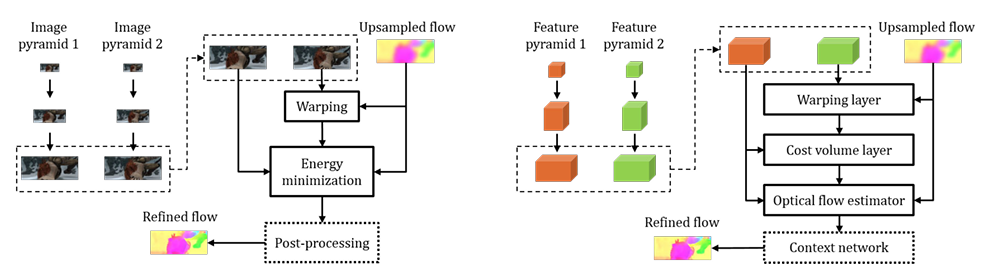 Image
pyramid 1
Image
pyramid 2
Upsampled flow
Warping
Energy
minimization
Refined flow
Post-processing
Feature
pyramid 1
Feature
pyramid 2
Upsampled flow
Warping layer
Cost volume layer
Optical flow estimator
Refined flow
Context network